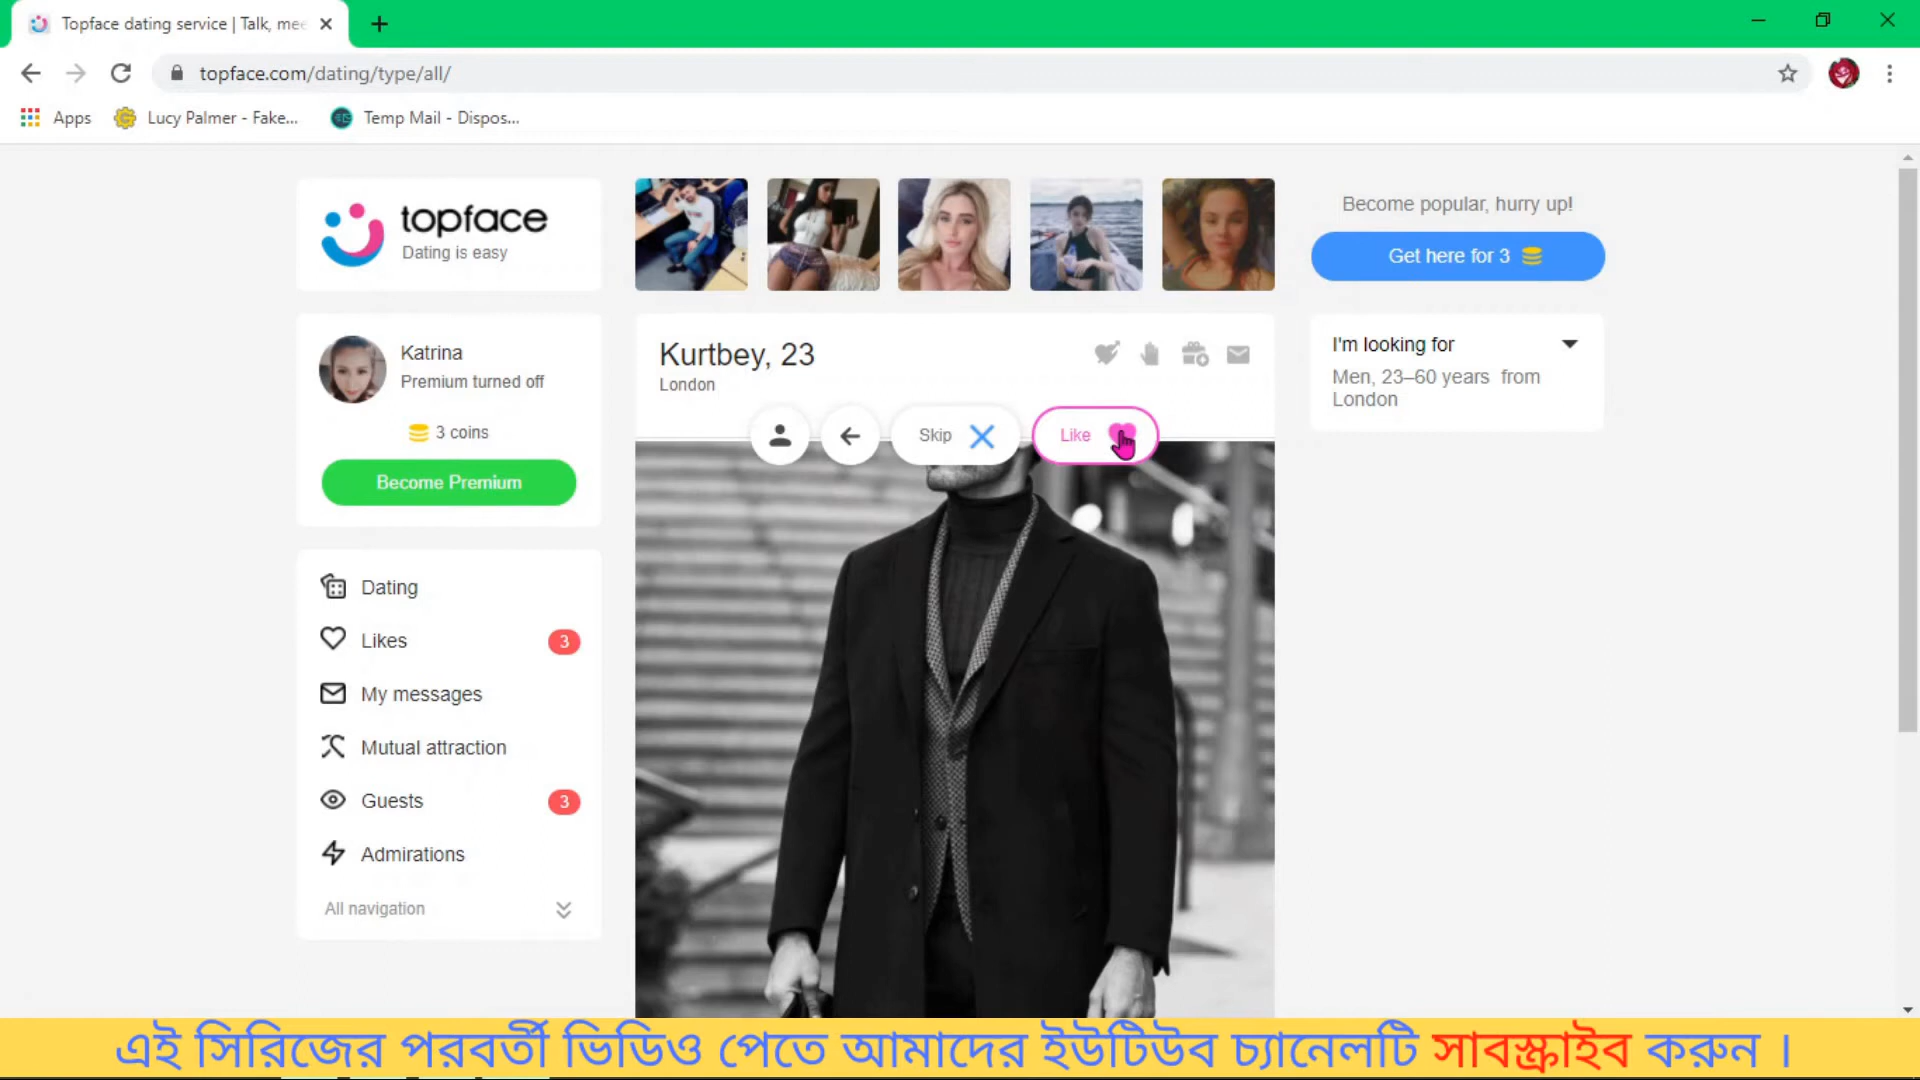 Topface dating service | Talk, mee
topface.com/dating/type/all/
Apps
Lucy Palmer - Fake...
Temp Mail - Dispos...
topface
Dating is easy
Become popular, hurry up!
Get here for 3
Katrina
Premium turned off
3 coins
Become Premium
Kurtbey, 23
London
Skip
Like
I'm looking for
Men, 23–60 years from
London
Dating
Likes
3
My messages
Mutual attraction
Guests
3
Admirations
All navigation
এই সিরিজের পরবর্তী ভিডিও পেতে আমাদের ইউটিউব চ্যানেলটি সাবস্ক্রাইব করুন ।